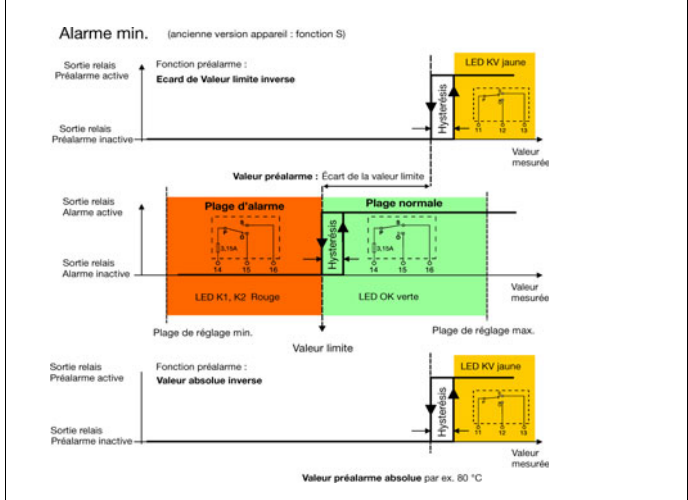 Alarme min. (ancienne version appareil : fonction S)
Sortie relais
Préalarme active
Fonction préalarme :
Ecard de Valeur limite inverse
LED KV jaune
Hysterésis
11 12 13
Sortie relais
Préalarme inactive
Valeur
mesurée
Valeur préalarme : Écart de la valeur limite
Sortie relais
Alarme active
Plage d'alarme
Plage normale
Hysterésis
3,15A
14 15 16
3,15A
14 15 16
Sortie relais
Alarme inactive
LED K1, K2 Rouge
LED OK verte
Valeur
mesurée
Plage de réglage min.
Plage de réglage max.
Valeur limite
Sortie relais
Préalarme active
Fonction préalarme :
Valeur absolue inverse
LED KV jaune
Hysterésis
11 12 13
Sortie relais
Préalarme inactive
Valeur
mesurée
Valeur préalarme absolue par ex. 80 °C